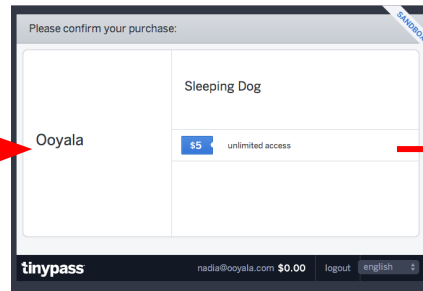 Please confirm your purchase:
SANDBOX
Sleeping Dog
Ooyala
$5 unlimited access
tinypass nadia@ooyala.com $0.00 logout english